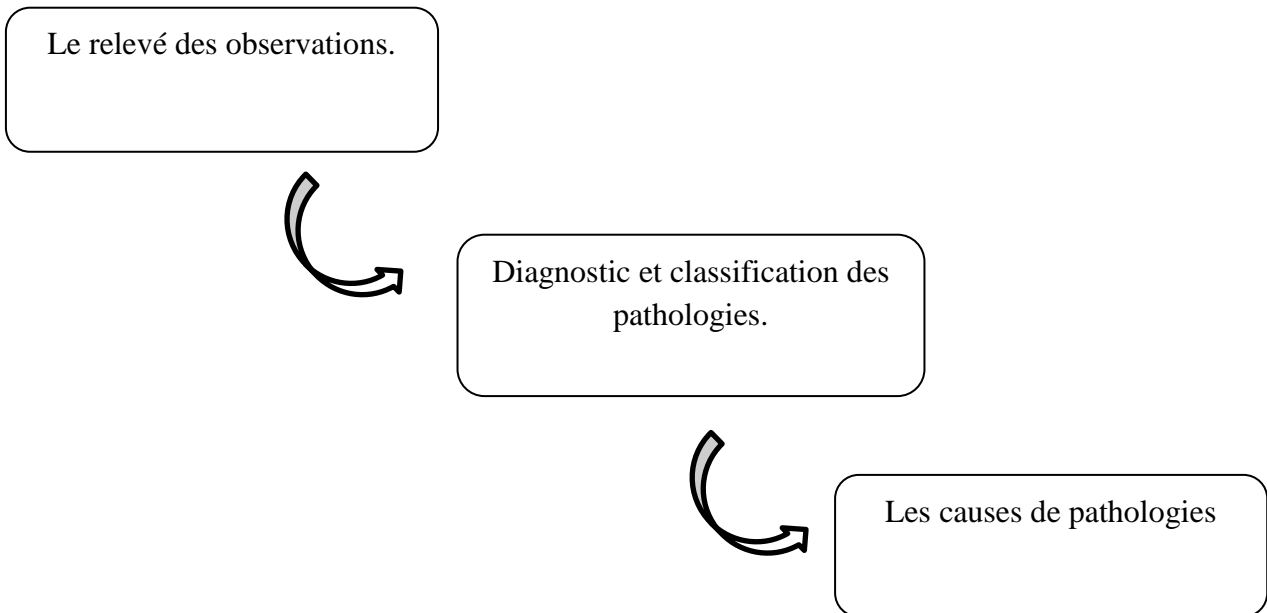 Le relevé des observations.
Diagnostic et classification des
pathologies.
Les causes de pathologies